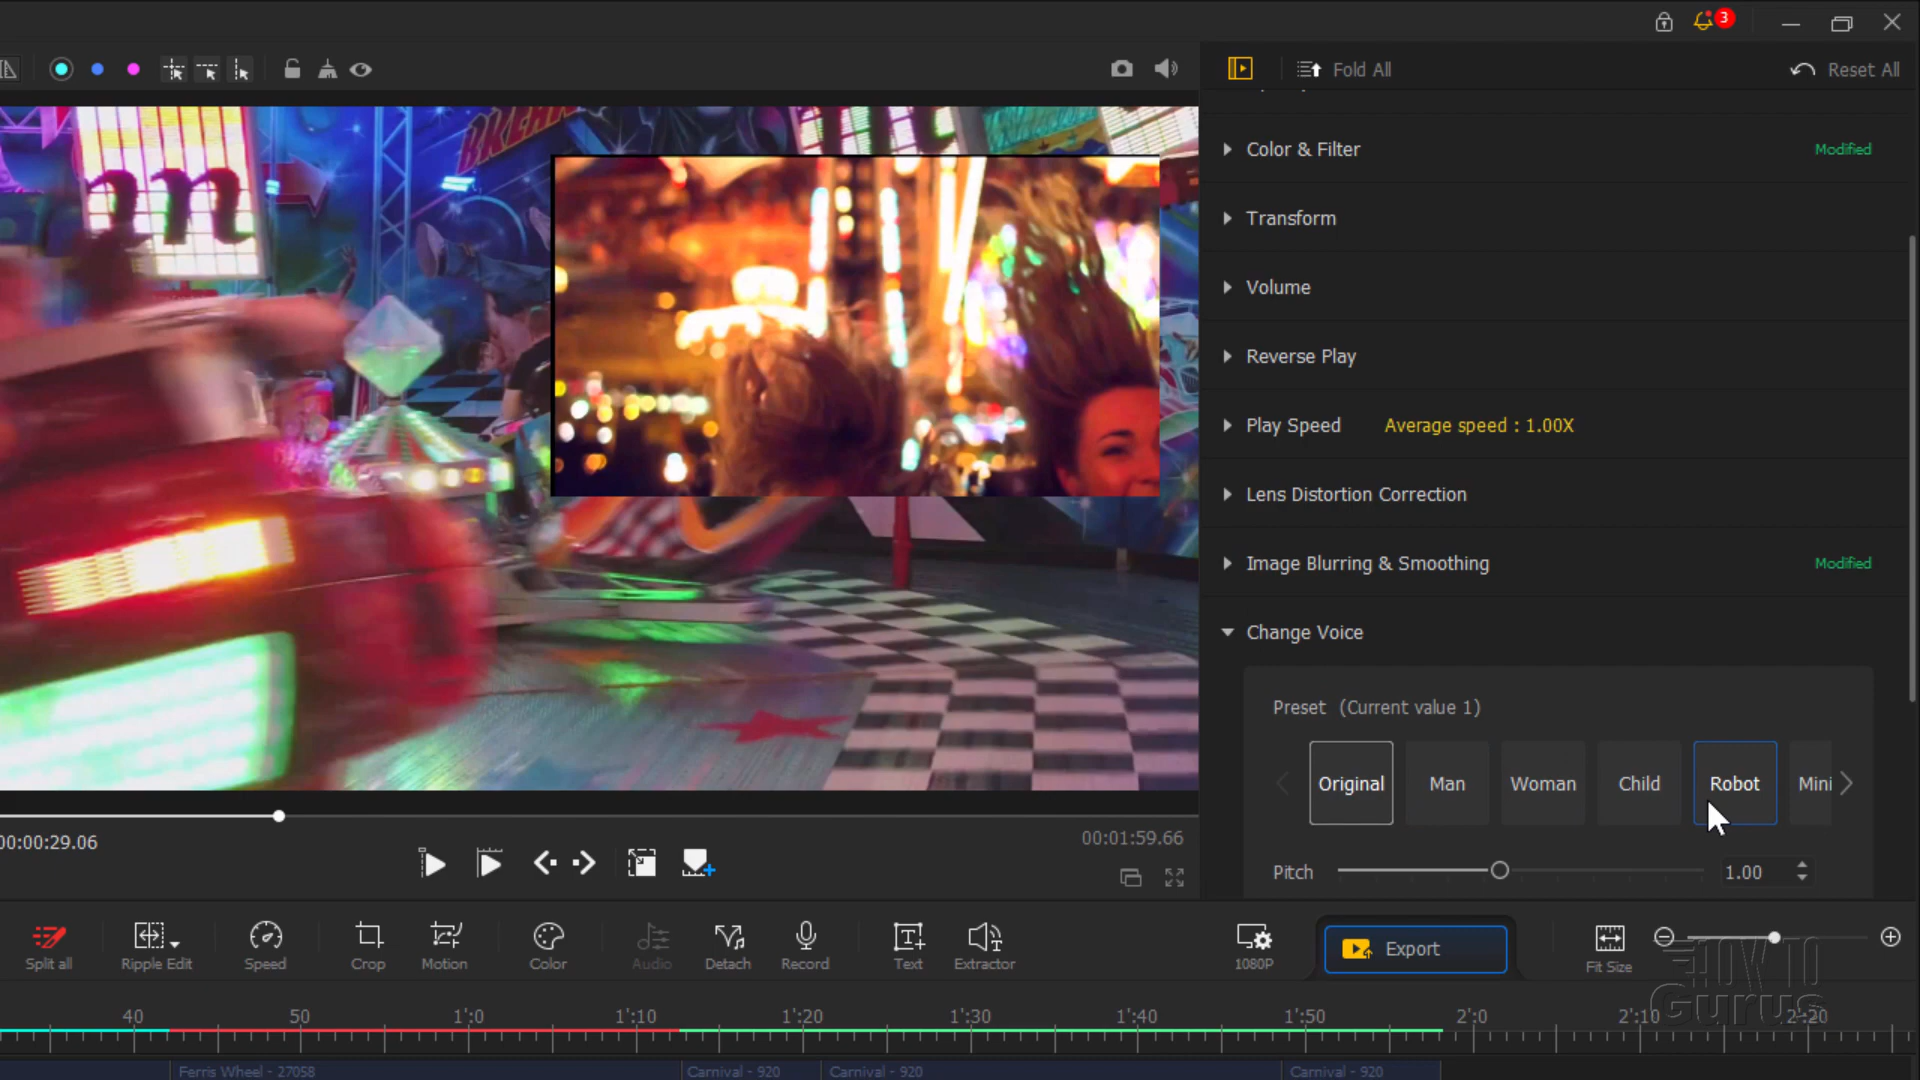 3
Fold All
Reset All
Color & Filter Modified
Transform
Volume
Reverse Play
Play Speed Average speed : 1.00X
Lens Distortion Correction
Image Blurring & Smoothing Modified
Change Voice
Preset (Current value 1)
Original Man Woman Child Robot Mini
Pitch 1.00
00:00:29.06
00:01:59.66
Split all Ripple Edit Speed Crop Motion Color Audio Detach Record Text Extractor 1080P Export Fit Size
40 50 1':0 1':10 1':20 1':30 1':40 1':50 2':0 2':10 2':20
Ferris Wheel - 27058 Carnival - 920 Carnival - 920 Carnival - 920
Gurus